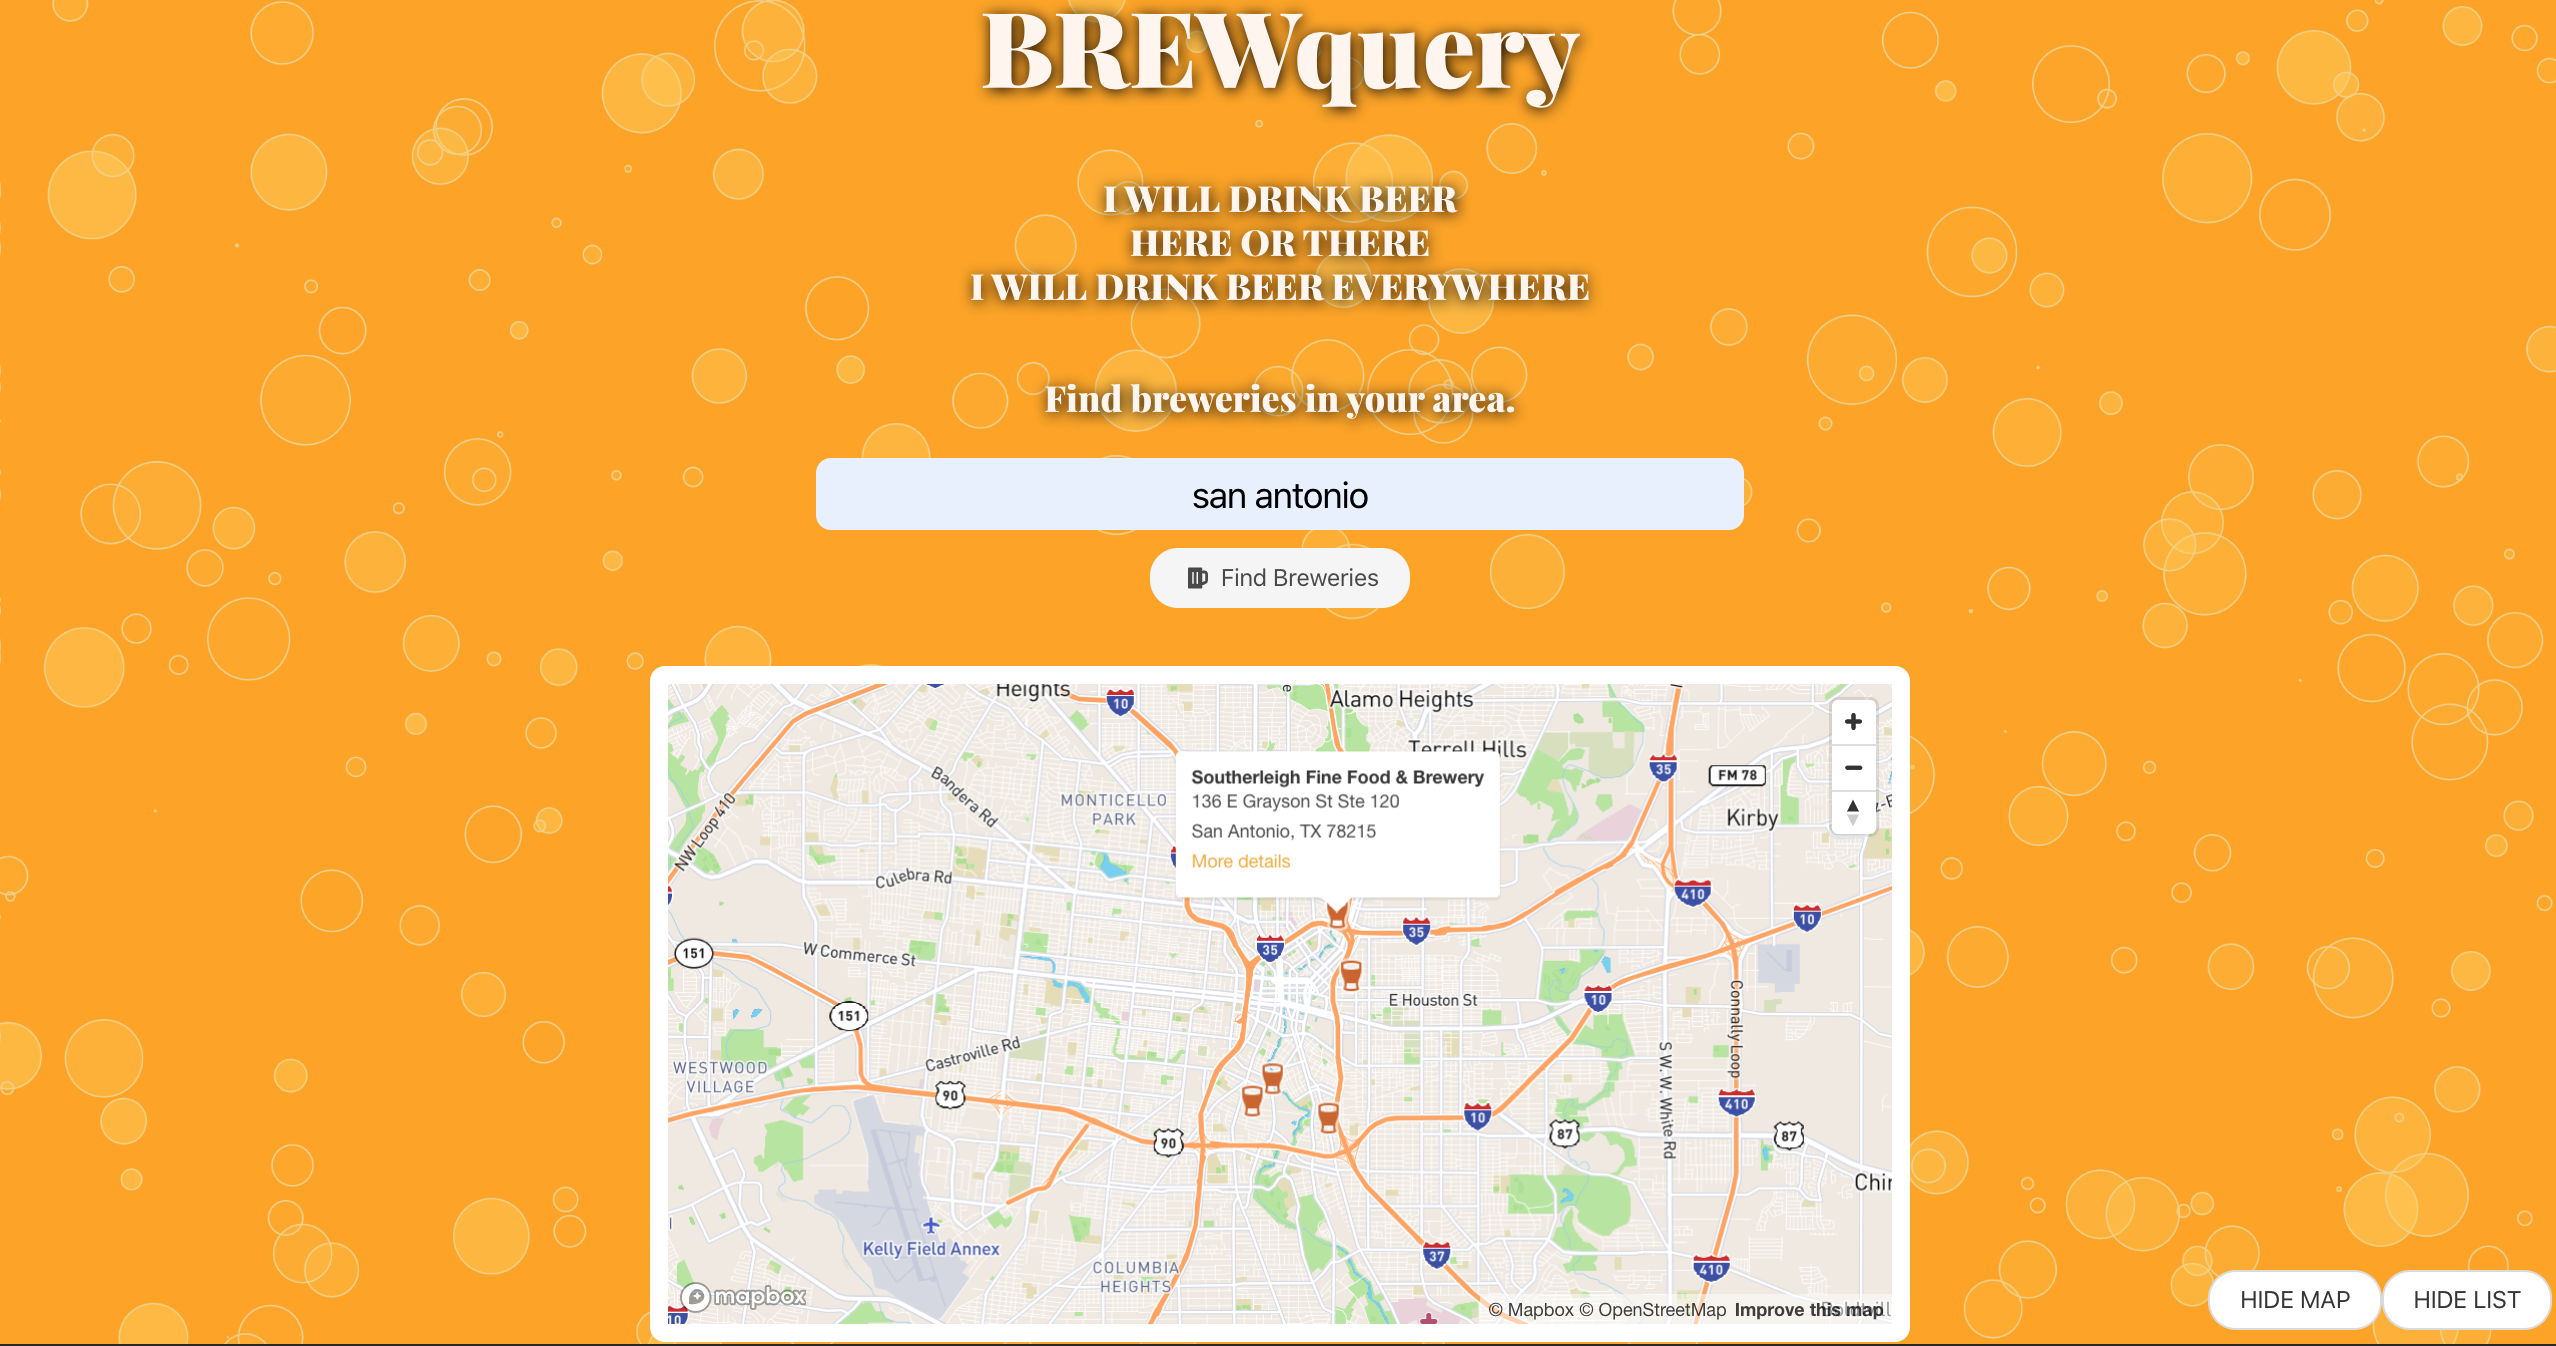 BREWquery
I WILL DRINK BEER
HERE OR THERE
I WILL DRINK BEER EVERYWHERE
Find breweries in your area.
san antonio
Find Breweries
Heights
10
Alamo Heights
Terrell Hills
35
FM 78
Kirby
Bandera Rd
MONTICELLO
PARK
NW Loop 410
Southerleigh Fine Food & Brewery
136 E Grayson St Ste 120
San Antonio, TX 78215
More details
Culebra Rd
410
10
35
35
151
W Commerce St
E Houston St
10
151
Connally Loop
Castroville Rd
S W. W. White Rd
WESTWOOD
VILLAGE
90
410
10
87
87
90
Kelly Field Annex
37
COLUMBIA
HEIGHTS
410
10
mapbox
© Mapbox © OpenStreetMap Improve this map
HIDE MAP
HIDE LIST